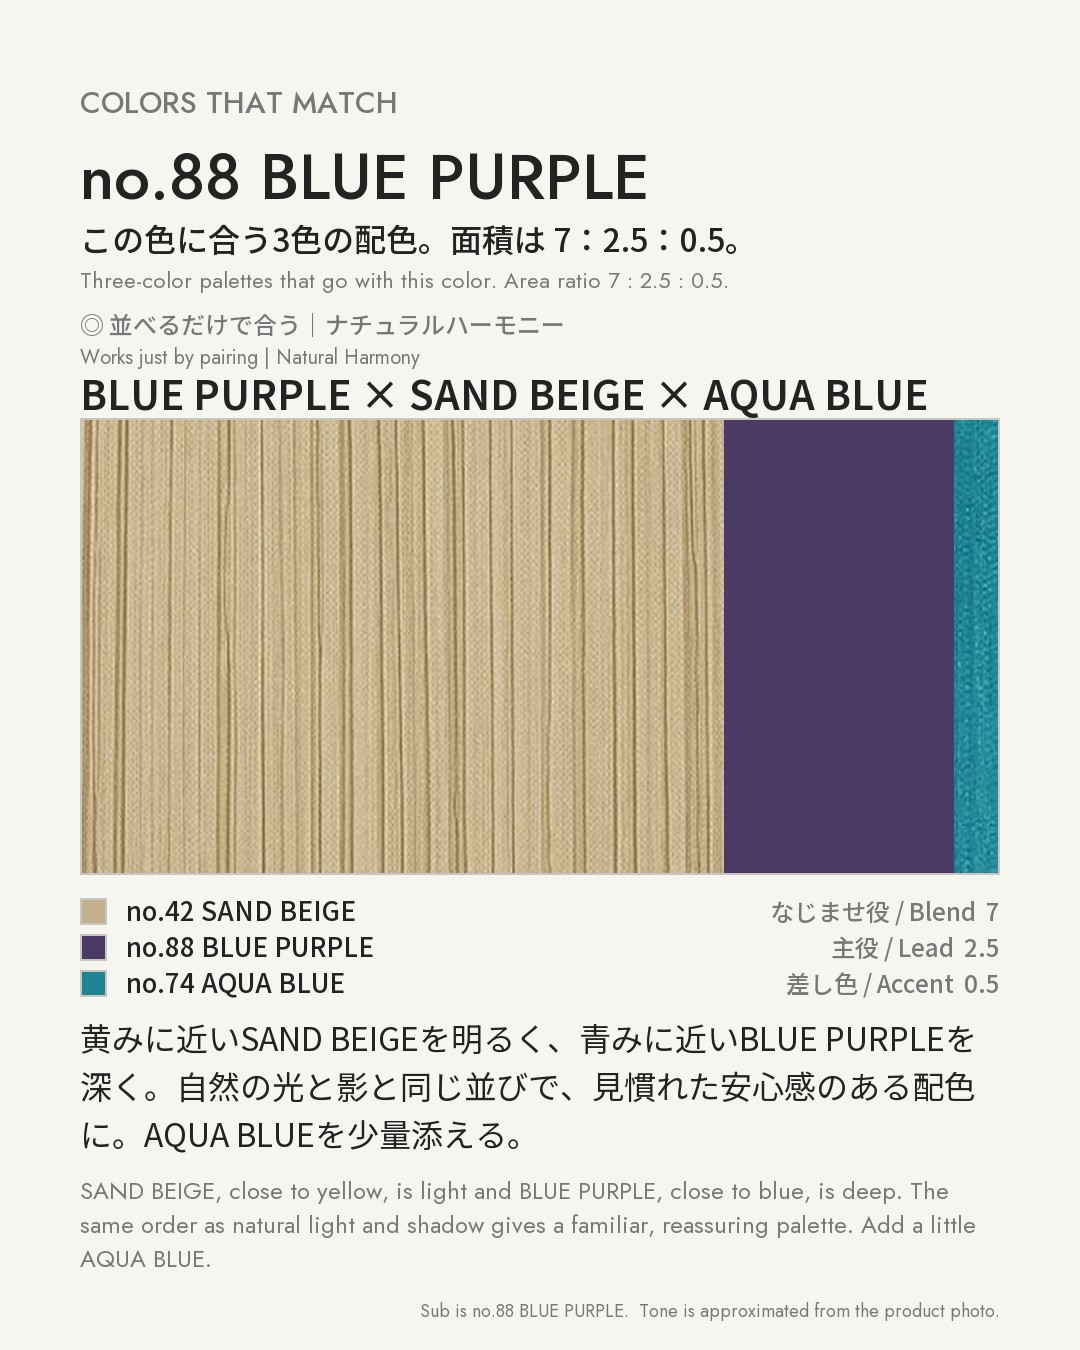 COLORS THAT MATCH
no.88 BLUE PURPLE
この色に合う3色の配色。面積は 7：2.5：0.5。
Three-color palettes that go with this color. Area ratio 7 : 2.5 : 0.5.
◎ 並べるだけで合う｜ナチュラルハーモニー
Works just by pairing | Natural Harmony
BLUE PURPLE × SAND BEIGE × AQUA BLUE
no.42 SAND BEIGE なじませ役 / Blend 7
no.88 BLUE PURPLE 主役 / Lead 2.5
no.74 AQUA BLUE 差し色 / Accent 0.5
黄みに近いSAND BEIGEを明るく、青みに近いBLUE PURPLEを
深く。自然の光と影と同じ並びで、見慣れた安心感のある配色
に。AQUA BLUEを少量添える。
SAND BEIGE, close to yellow, is light and BLUE PURPLE, close to blue, is deep. The
same order as natural light and shadow gives a familiar, reassuring palette. Add a little
AQUA BLUE.
Sub is no.88 BLUE PURPLE. Tone is approximated from the product photo.